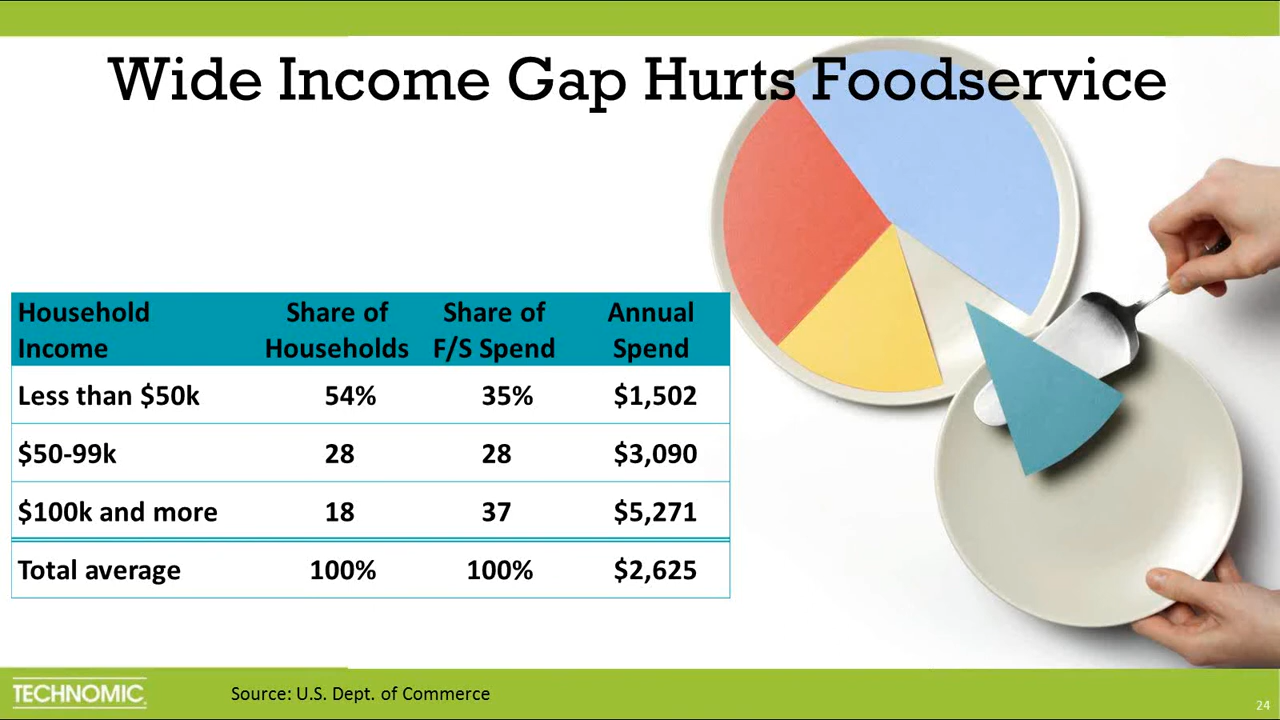 Wide Income Gap Hurts Foodservice
Household Income Share of Households Share of F/S Spend Annual Spend
Less than $50k 54% 35% $1,502
$50-99k 28 28 $3,090
$100k and more 18 37 $5,271
Total average 100% 100% $2,625
TECHNOMIC
Source: U.S. Dept. of Commerce
24